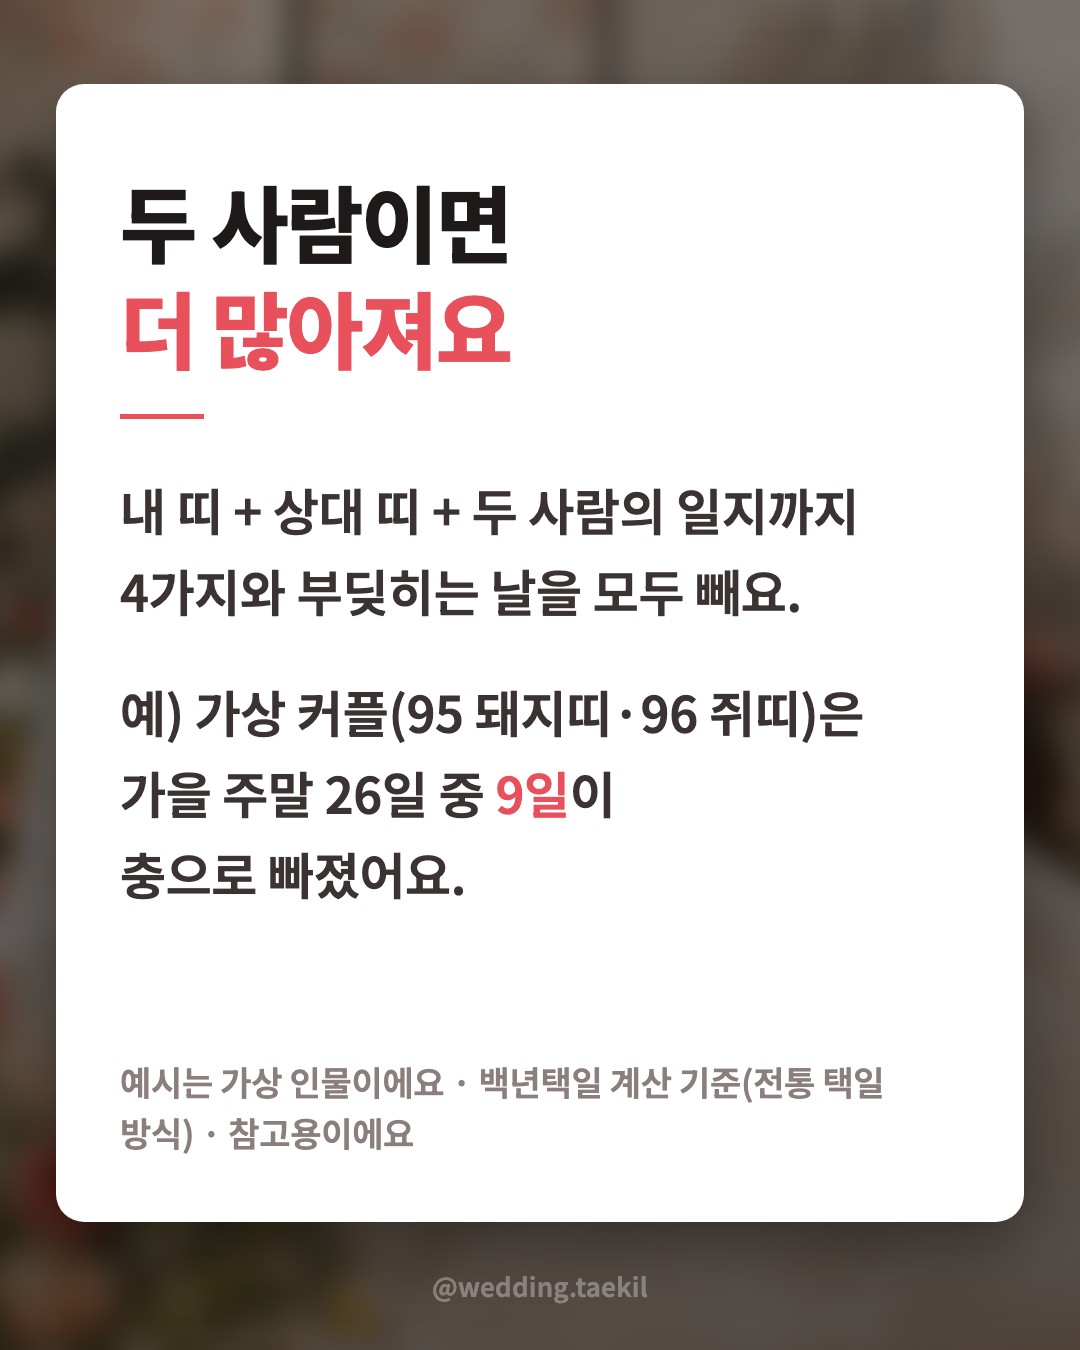 두 사람이면
더 많아져요
내 띠 + 상대 띠 + 두 사람의 일지까지
4가지와 부딪히는 날을 모두 빼요.
예) 가상 커플(95 돼지띠·96 쥐띠)은
가을 주말 26일 중 9일이
충으로 빠졌어요.
예시는 가상 인물이에요 · 백년택일 계산 기준(전통 택일
방식) · 참고용이에요
@wedding.taekil